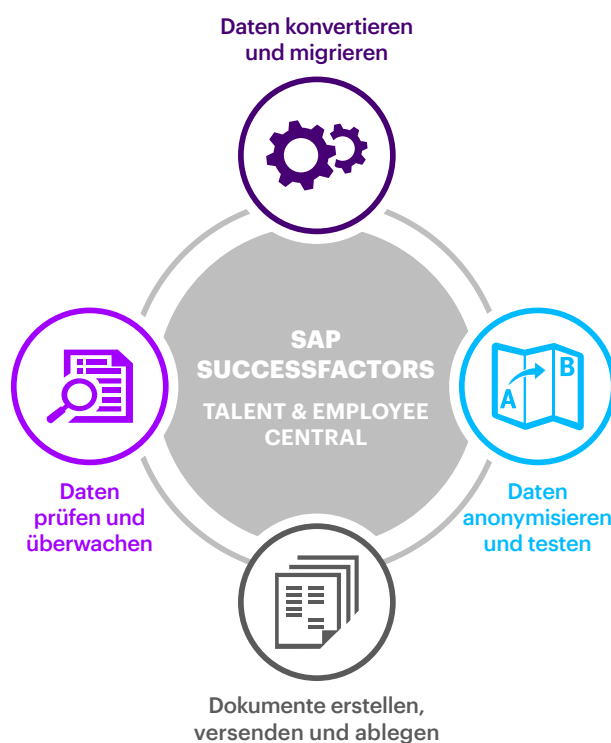 Daten konvertieren
und migrieren
SAP
SUCCESSFACTORS
TALENT & EMPLOYEE
CENTRAL
A
B
Daten
prüfen und
überwachen
Daten
anonymisieren
und testen
Dokumente erstellen,
versenden und ablegen